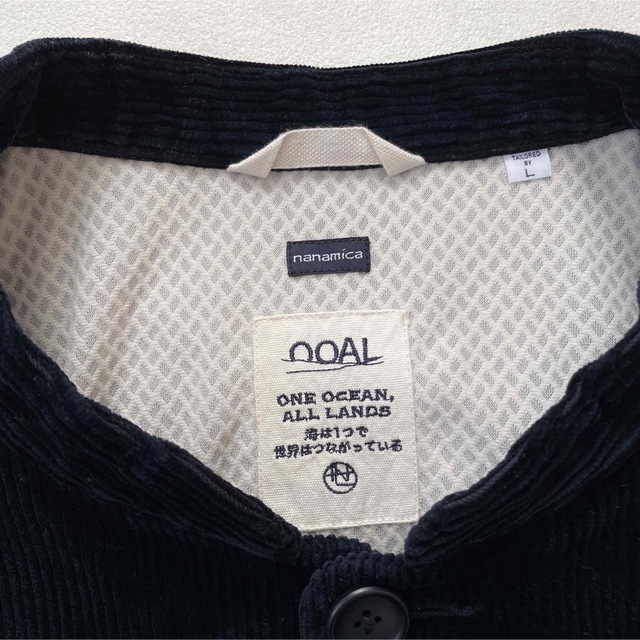 TAILORED
BY
L
nanamica
OOAL
ONE OCEAN,
ALL LANDS
海は1つで
世界はつながっている